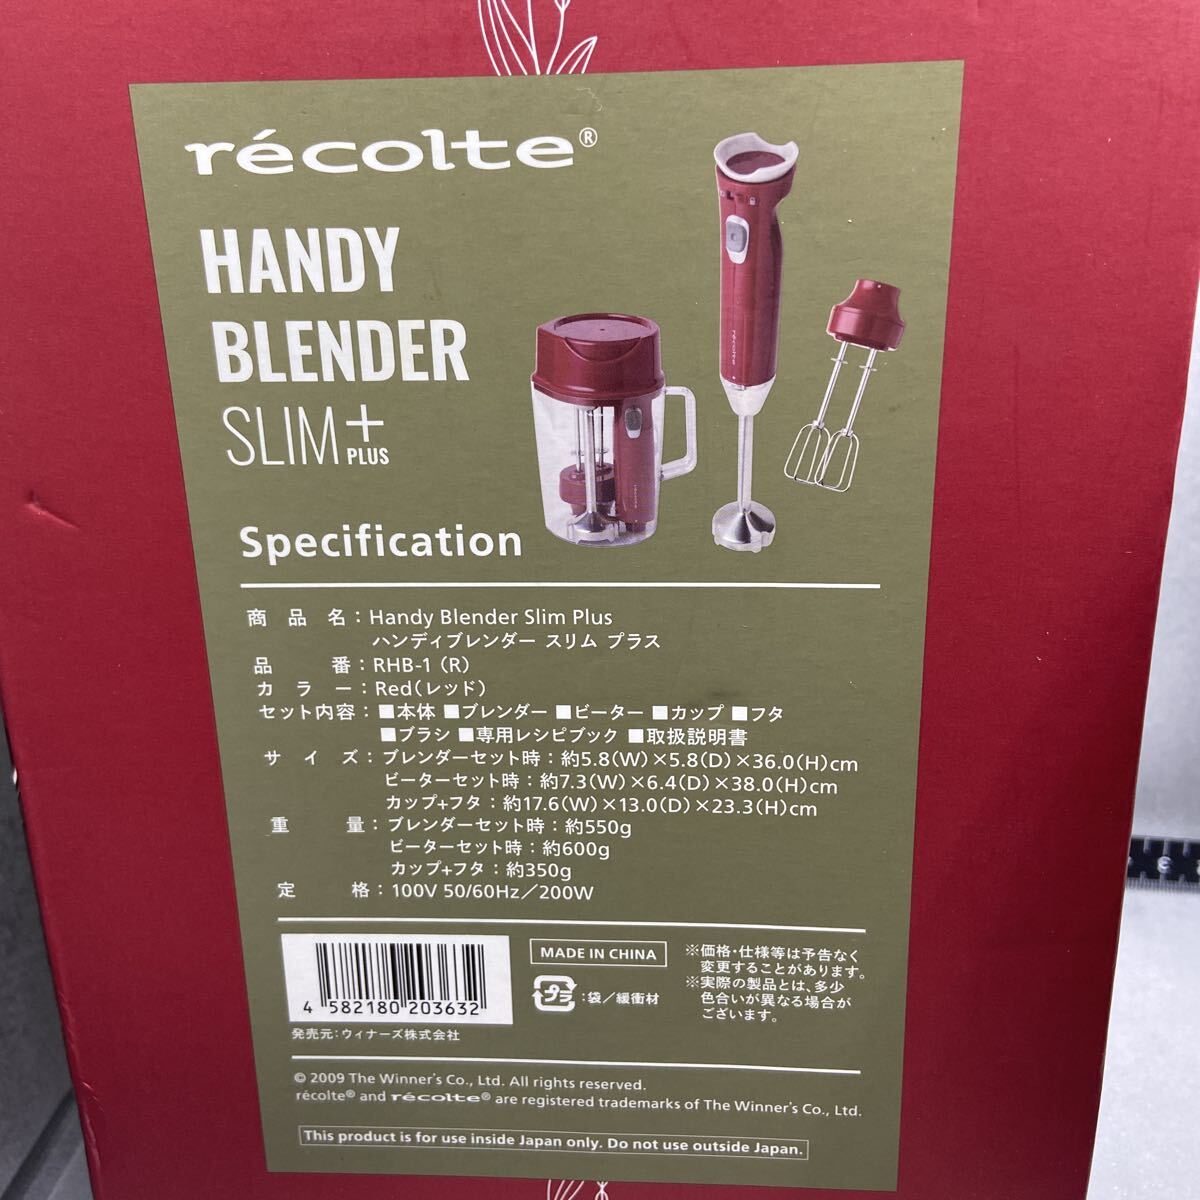 récolte®
HANDY
BLENDER
SLIM+
PLUS
récolte
récolte
Specification
商品名：Handy Blender Slim Plus
ハンディブレンダー スリム プラス
品番：RHB-1（R）
カラー：Red（レッド）
セット内容：■本体 ■ブレンダー ■ビーター ■カップ ■フタ
■ブラシ ■専用レシピブック ■取扱説明書
サイズ：ブレンダーセット時：約5.8(W)×5.8(D)×36.0(H)cm
ビーターセット時：約7.3(W)×6.4(D)×38.0(H)cm
カップ+フタ：約17.6(W)×13.0(D)×23.3(H)cm
重量：ブレンダーセット時：約550g
ビーターセット時：約600g
カップ+フタ：約350g
定格：100V 50/60Hz／200W
4 582180 203632
発売元：ウィナーズ株式会社
MADE IN CHINA
プラ：袋／緩衝材
※価格・仕様等は予告なく
変更することがあります。
※実際の製品とは、多少
色合いが異なる場合が
ございます。
© 2009 The Winner's Co., Ltd. All rights reserved.
récolte® and récolte® are registered trademarks of The Winner's Co., Ltd.
This product is for use inside Japan only. Do not use outside Japan.
3